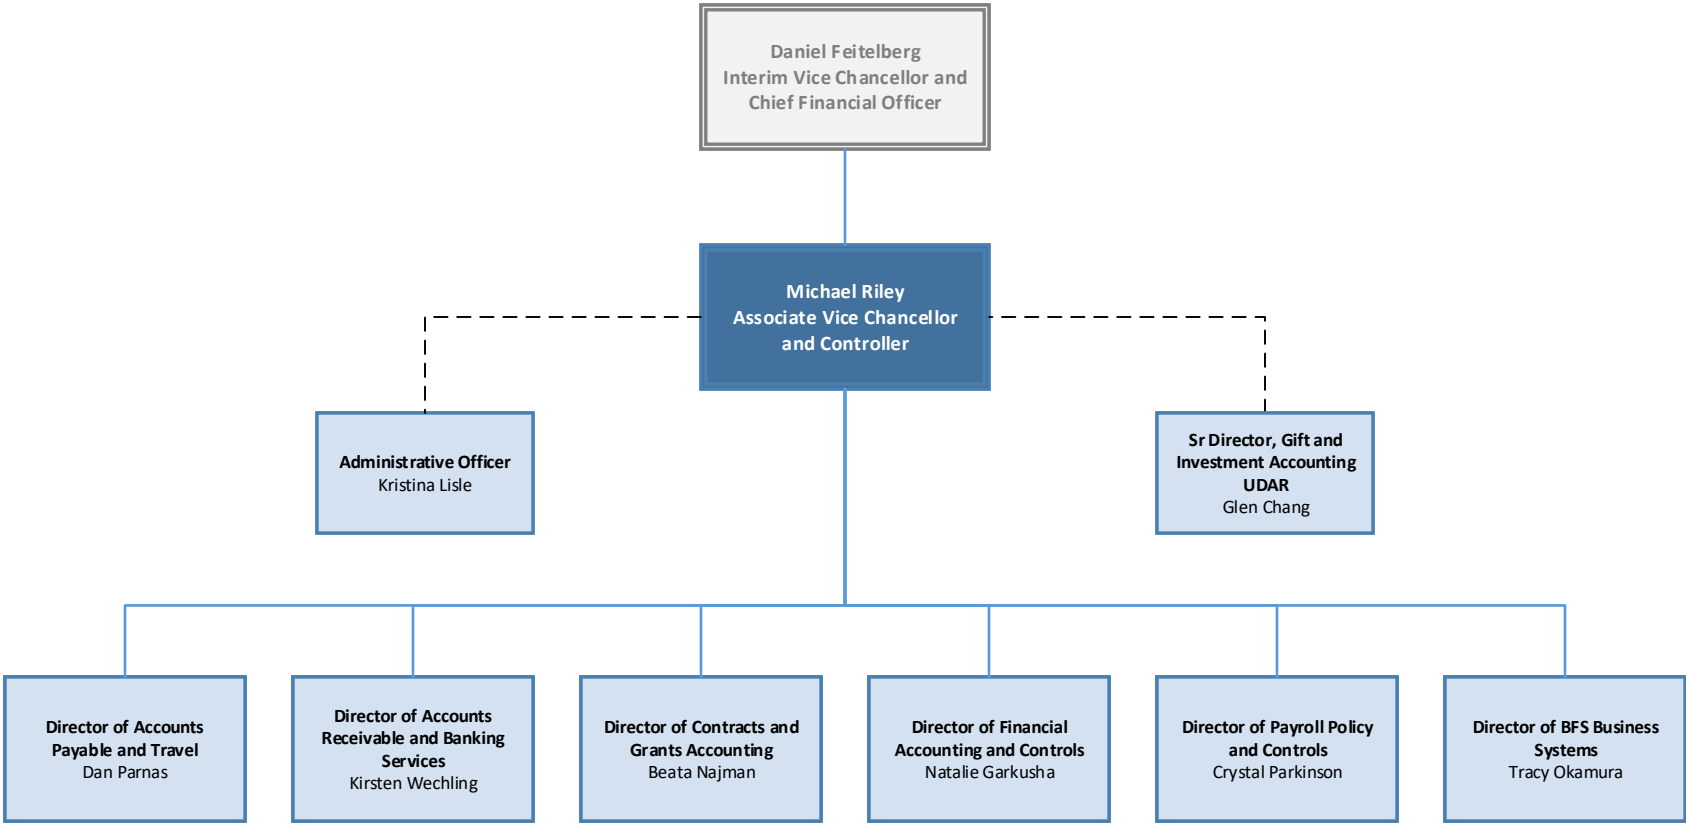 Daniel Feitelberg
Interim Vice Chancellor and
Chief Financial Officer
Michael Riley
Associate Vice Chancellor
and Controller
Administrative Officer
Kristina Lisle
Sr Director, Gift and
Investment Accounting
UDAR
Glen Chang
Director of Accounts
Payable and Travel
Dan Parnas
Director of Accounts
Receivable and Banking
Services
Kirsten Wechling
Director of Contracts and
Grants Accounting
Beata Najman
Director of Financial
Accounting and Controls
Natalie Garkusha
Director of Payroll Policy
and Controls
Crystal Parkinson
Director of BFS Business
Systems
Tracy Okamura